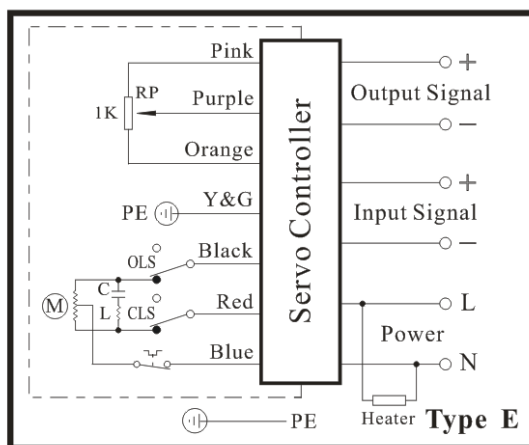 Pink
RP
1K
Purple
Orange
PE
Y&G
OLS
Black
C
M
L
CLS
Red
Blue
PE
Servo Controller
+
Output Signal
−
+
Input Signal
−
L
Power
N
Heater
Type E